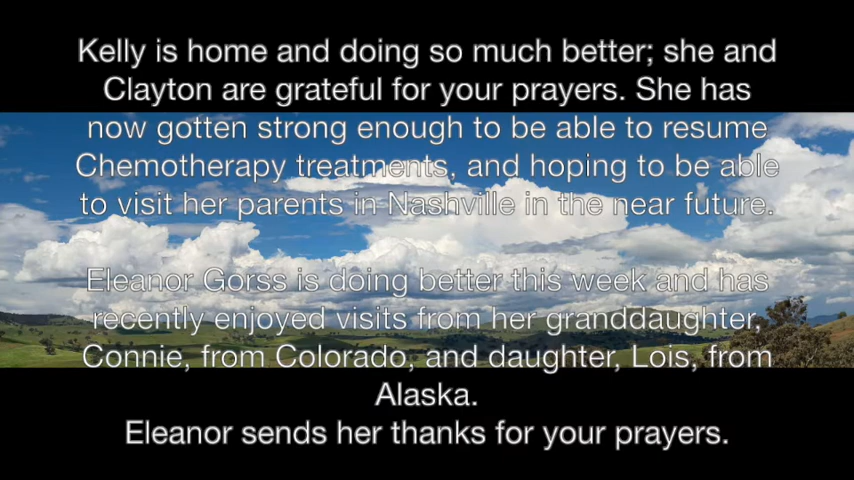 Kelly is home and doing so much better; she and
Clayton are grateful for your prayers. She has
now gotten strong enough to be able to resume
Chemotherapy treatments, and hoping to be able
to visit her parents in Nashville in the near future.
Eleanor Gorss is doing better this week and has
recently enjoyed visits from her granddaughter,
Connie, from Colorado, and daughter, Lois, from
Alaska.
Eleanor sends her thanks for your prayers.